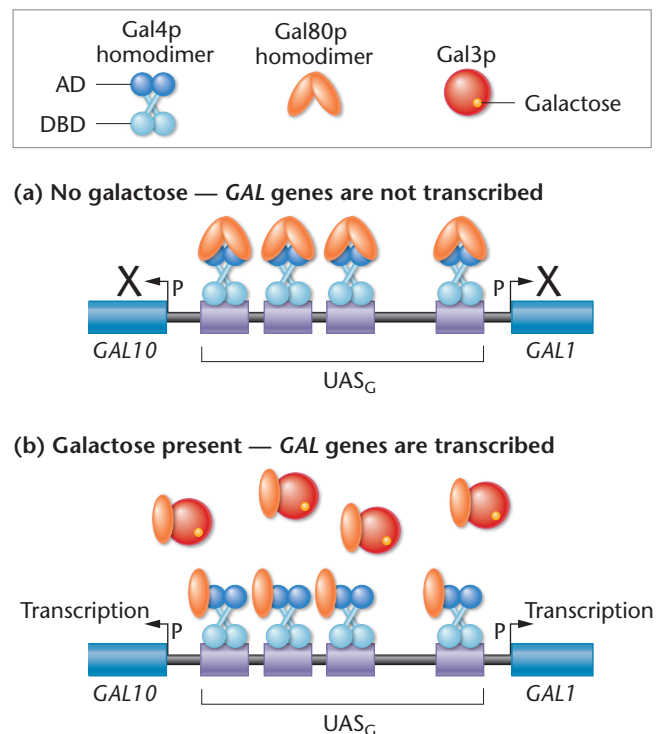 Gal4p
homodimer
Gal80p
homodimer
Gal3p
AD
DBD
Galactose
(a) No galactose — GAL genes are not transcribed
X P P X
GAL10 GAL1
UASG
(b) Galactose present — GAL genes are transcribed
Transcription P P Transcription
GAL10 GAL1
UASG